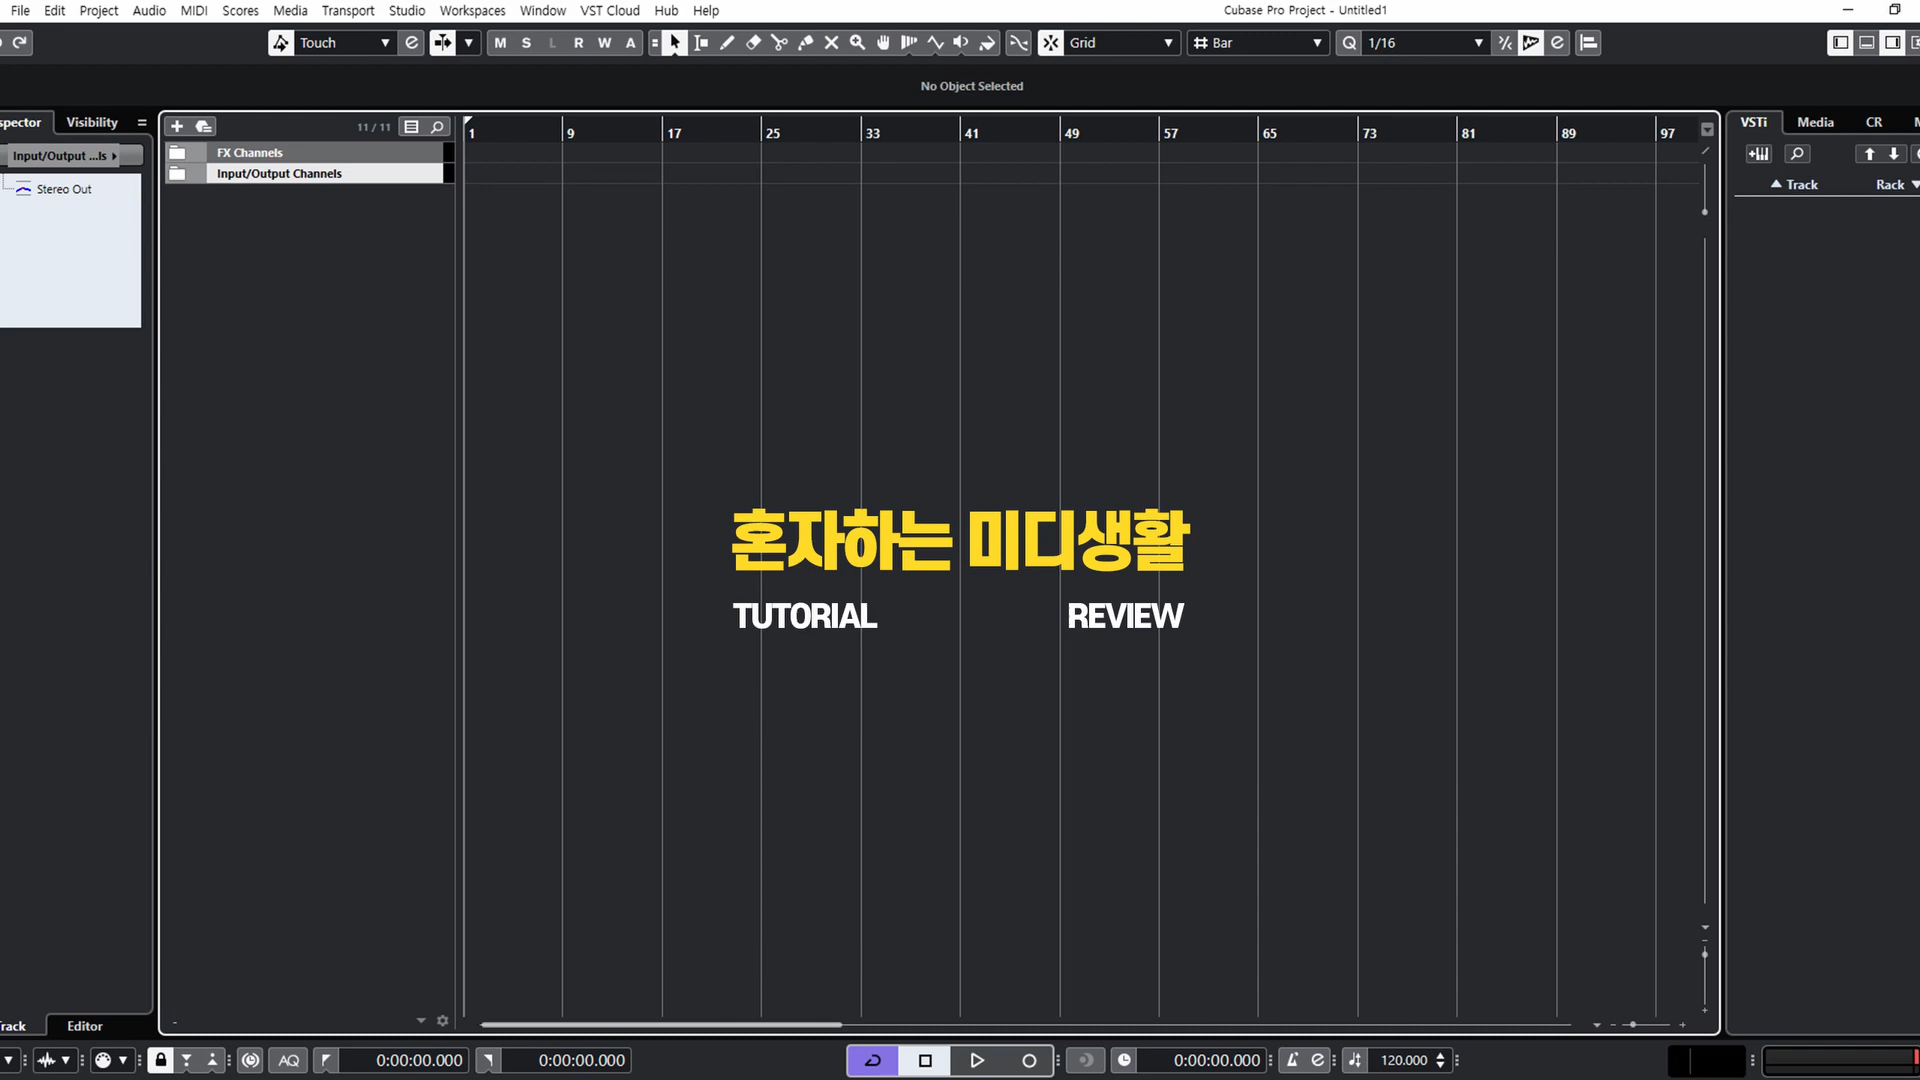 File Edit Project Audio MIDI Scores Media Transport Studio Workspaces Window VST Cloud Hub Help
Cubase Pro Project - Untitled1
Touch
M S L R W A
Grid
Bar
Q 1/16
No Object Selected
spector Visibility
Input/Output ...ls
Stereo Out
11 / 11
FX Channels
Input/Output Channels
1 9 17 25 33 41 49 57 65 73 81 89 97
VSTi Media CR M
Track Rack
혼자하는 미디생활
TUTORIAL REVIEW
rack Editor
AQ 0:00:00.000 0:00:00.000 0:00:00.000 120.000